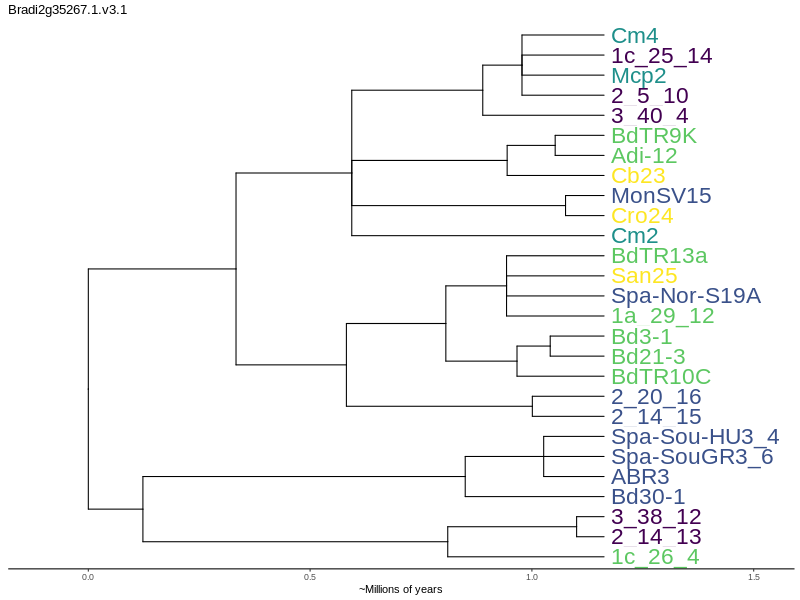 Bradi2g35267.1.v3.1
Cm4
1c_25_14
Mcp2
2_5_10
3_40_4
BdTR9K
Adi-12
Cb23
MonSV15
Cro24
Cm2
BdTR13a
San25
Spa-Nor-S19A
1a_29_12
Bd3-1
Bd21-3
BdTR10C
2_20_16
2_14_15
Spa-Sou-HU3_4
Spa-SouGR3_6
ABR3
Bd30-1
3_38_12
2_14_13
1c_26_4
0.0 0.5 1.0 1.5
~Millions of years